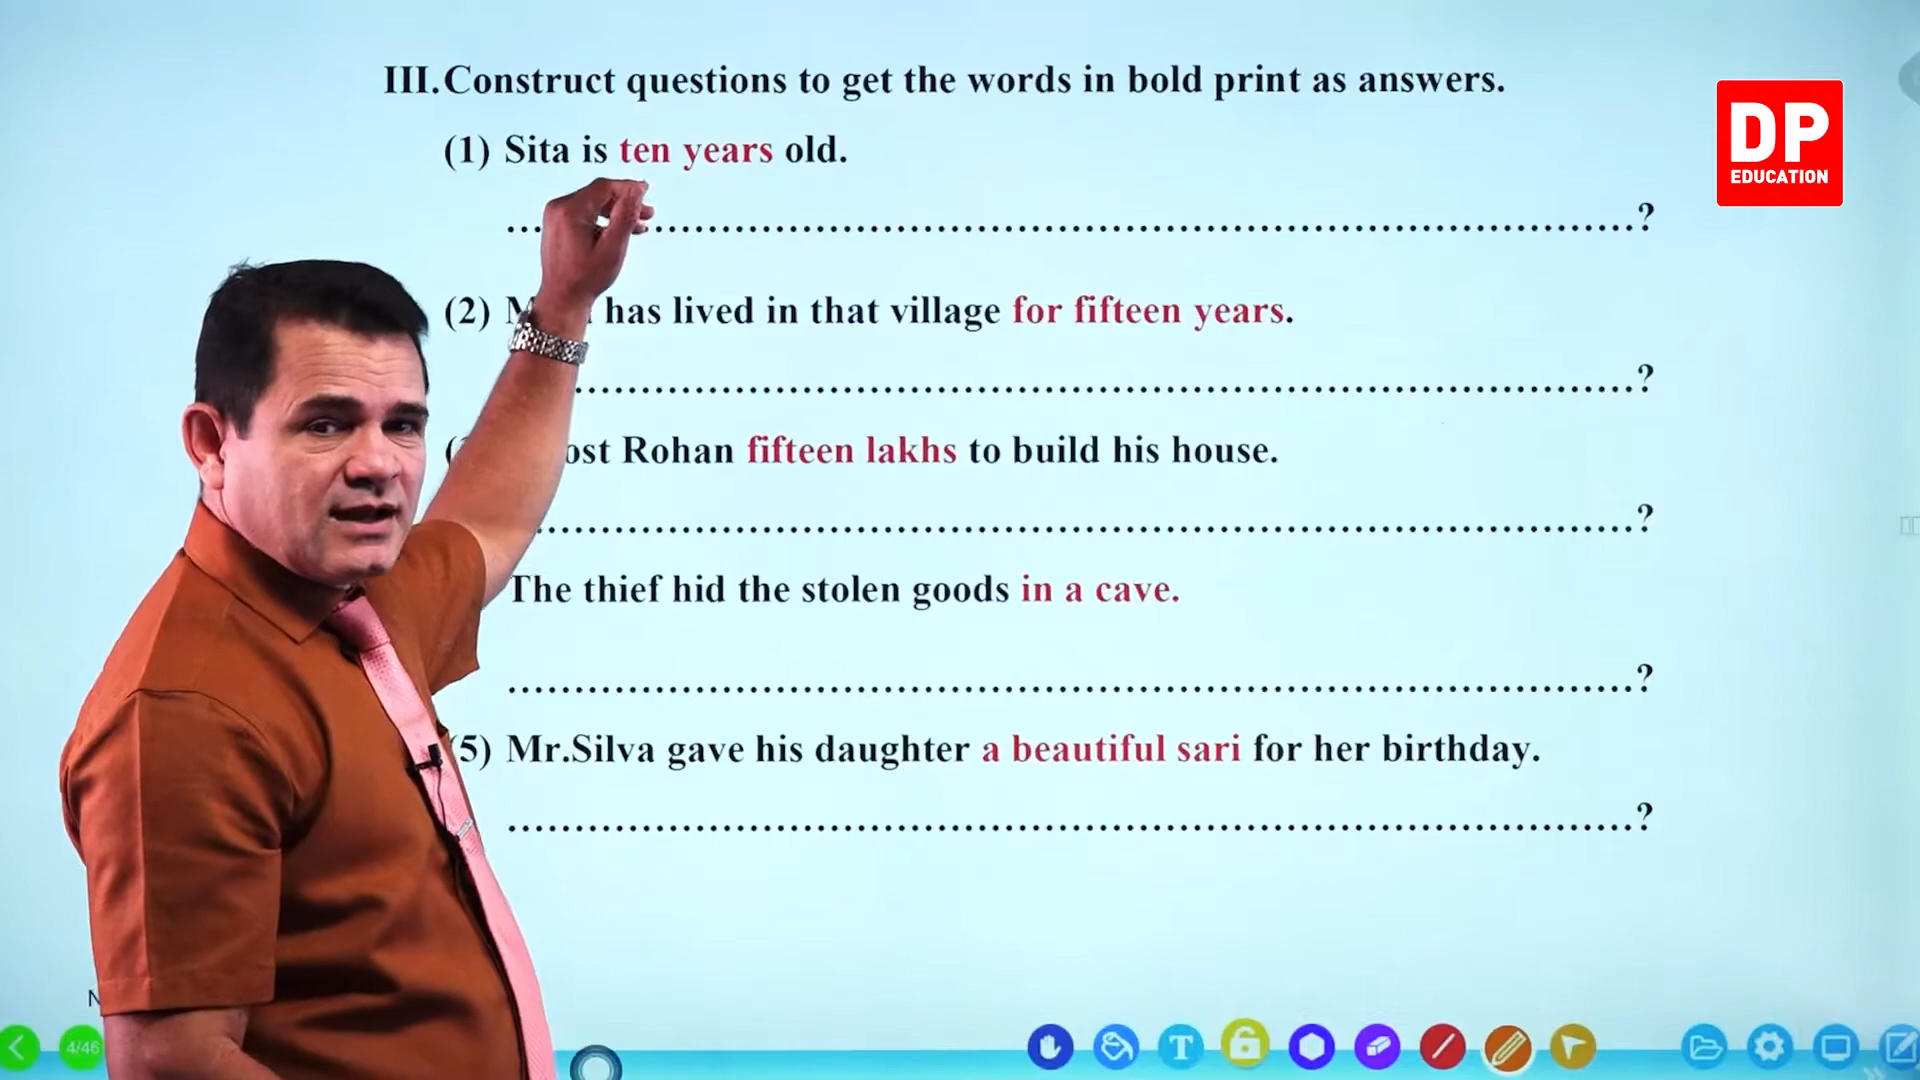 III. Construct questions to get the words in bold print as answers.
DP
EDUCATION
(1) Sita is ten years old.
....................?
(2) has lived in that village for fifteen years.
....................?
Rohan fifteen lakhs to build his house.
....................?
The thief hid the stolen goods in a cave.
....................?
5) Mr.Silva gave his daughter a beautiful sari for her birthday.
....................?
4/46
T